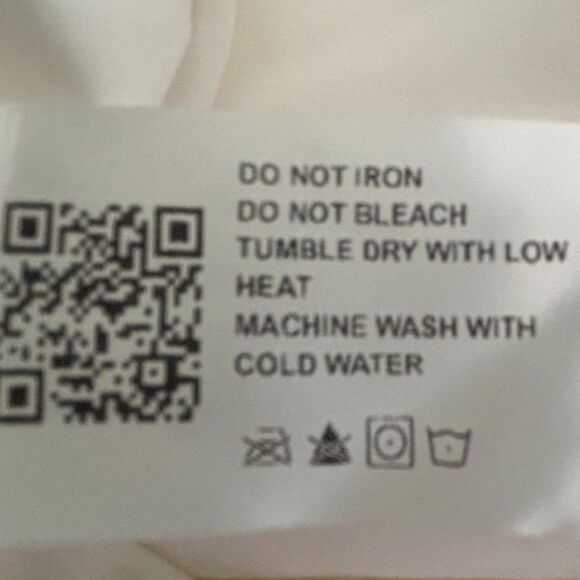 DO NOT IRON
DO NOT BLEACH
TUMBLE DRY WITH LOW
HEAT
MACHINE WASH WITH
COLD WATER